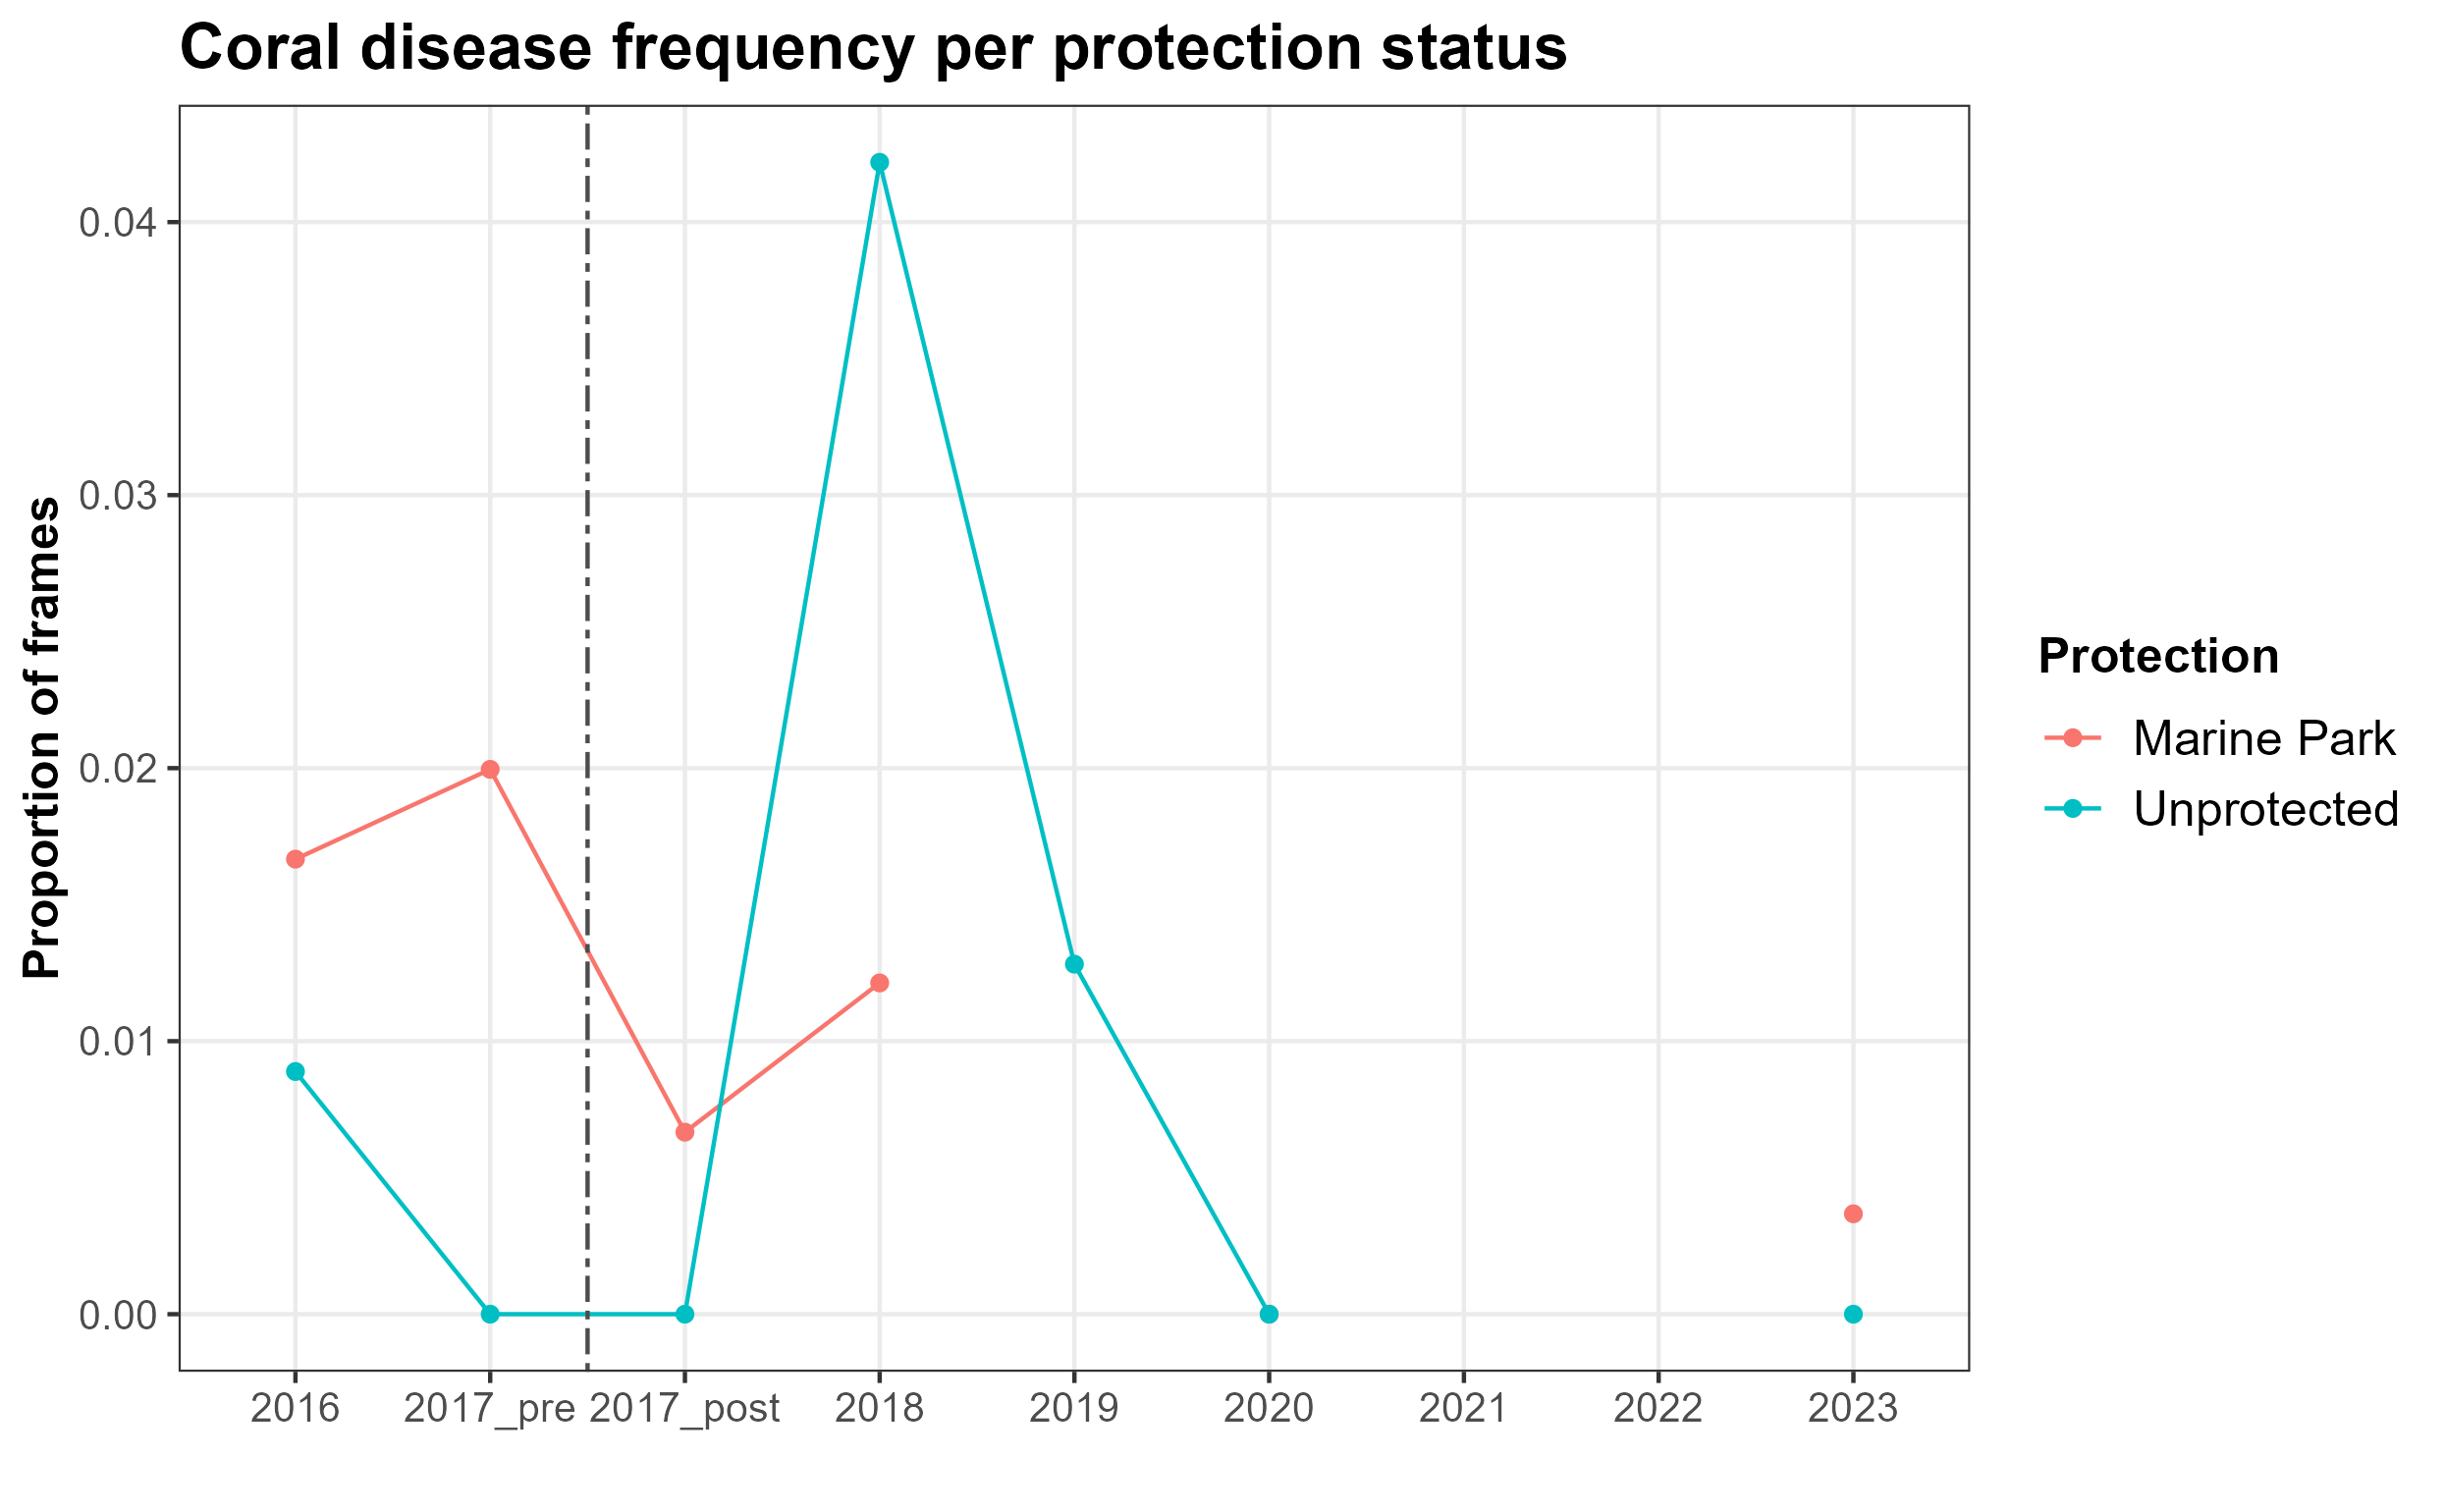 Coral disease frequency per protection status
Proportion of frames
0.04
0.03
0.02
0.01
0.00
2016 2017_pre 2017_post 2018 2019 2020 2021 2022 2023
Protection
Marine Park
Unprotected